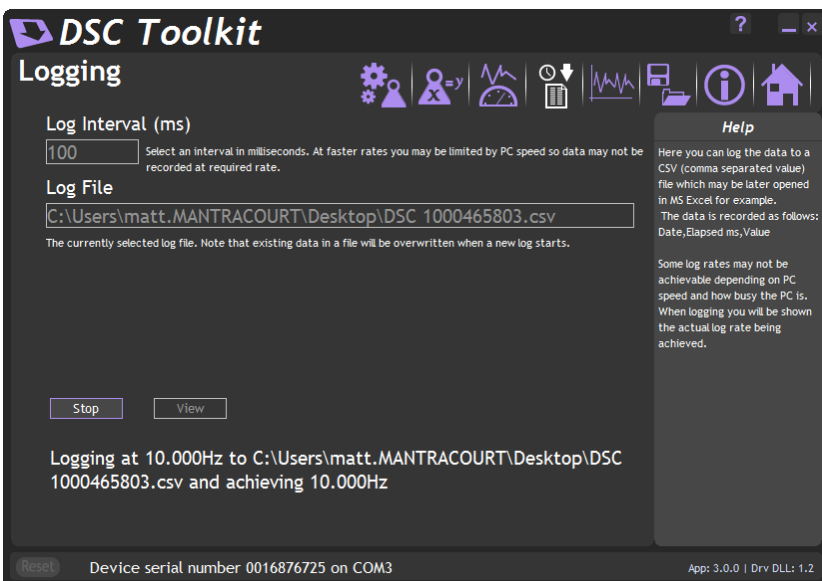 DSC Toolkit
?
Logging
X=y
Log Interval (ms)
100
Select an interval in milliseconds. At faster rates you may be limited by PC speed so data may not be
recorded at required rate.
Log File
C:\Users\matt.MANTRACOURT\Desktop\DSC 1000465803.csv
The currently selected log file. Note that existing data in a file will be overwritten when a new log starts.
Stop
View
Logging at 10.000Hz to C:\Users\matt.MANTRACOURT\Desktop\DSC
1000465803.csv and achieving 10.000Hz
Help
Here you can log the data to a
CSV (comma separated value)
file which may be later opened
in MS Excel for example.
The data is recorded as follows:
Date,Elapsed ms,Value
Some log rates may not be
achievable depending on PC
speed and how busy the PC is.
When logging you will be shown
the actual log rate being
achieved.
Reset
Device serial number 0016876725 on COM3
App: 3.0.0 | Drv DLL: 1.2